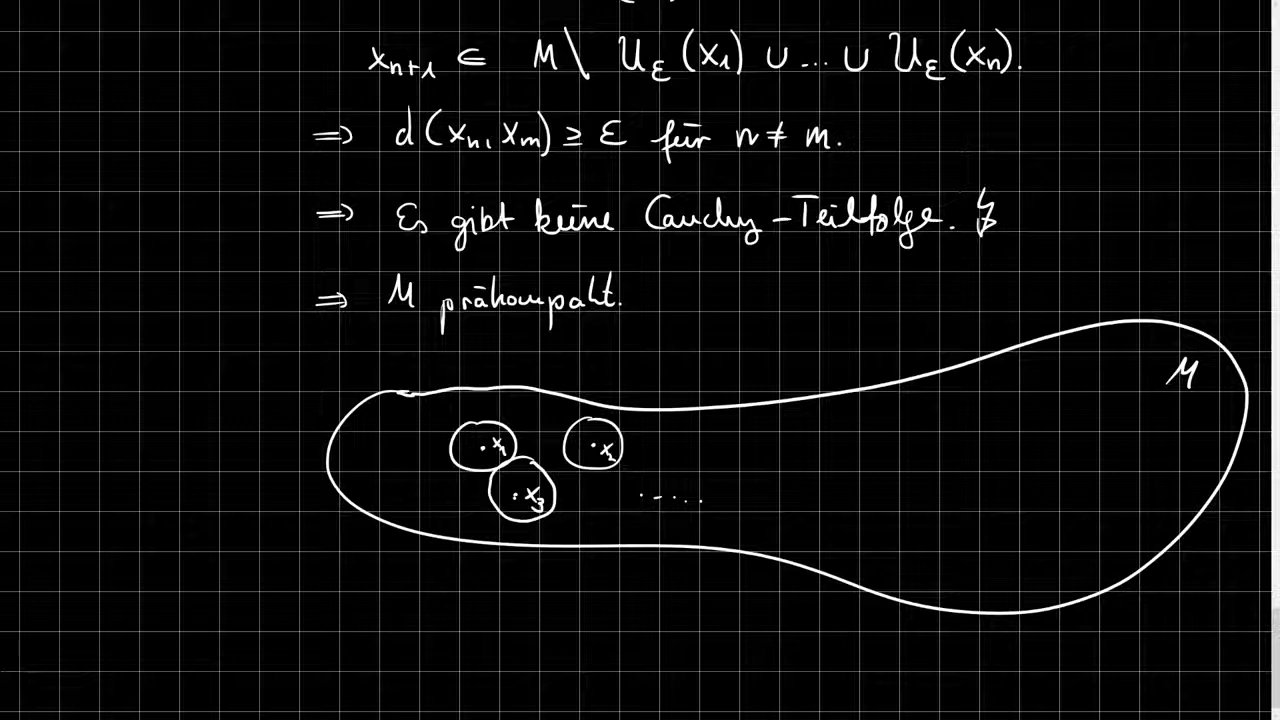 x_{n+1} ∈ M \ U_ε(x_1) ∪ ... ∪ U_ε(x_n).
⇒ d(x_n, x_m) ≥ ε für n ≠ m.
⇒ Es gibt keine Cauchy-Teilfolge. ↯
⇒ M präkompakt.
M
x_1 x_2
x_3 .....